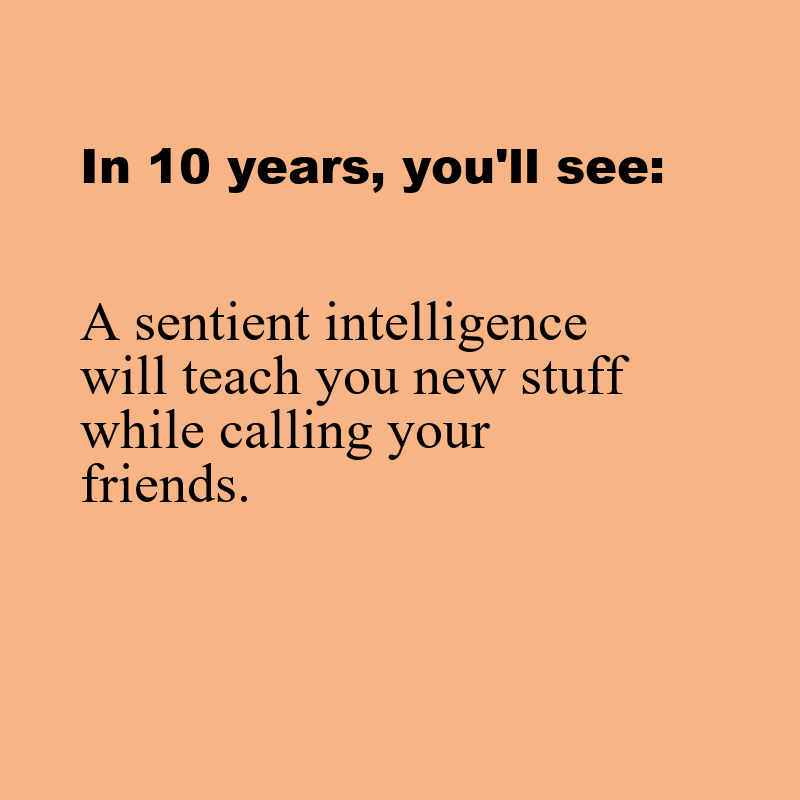 In 10 years, you'll see:
A sentient intelligence
will teach you new stuff
while calling your
friends.